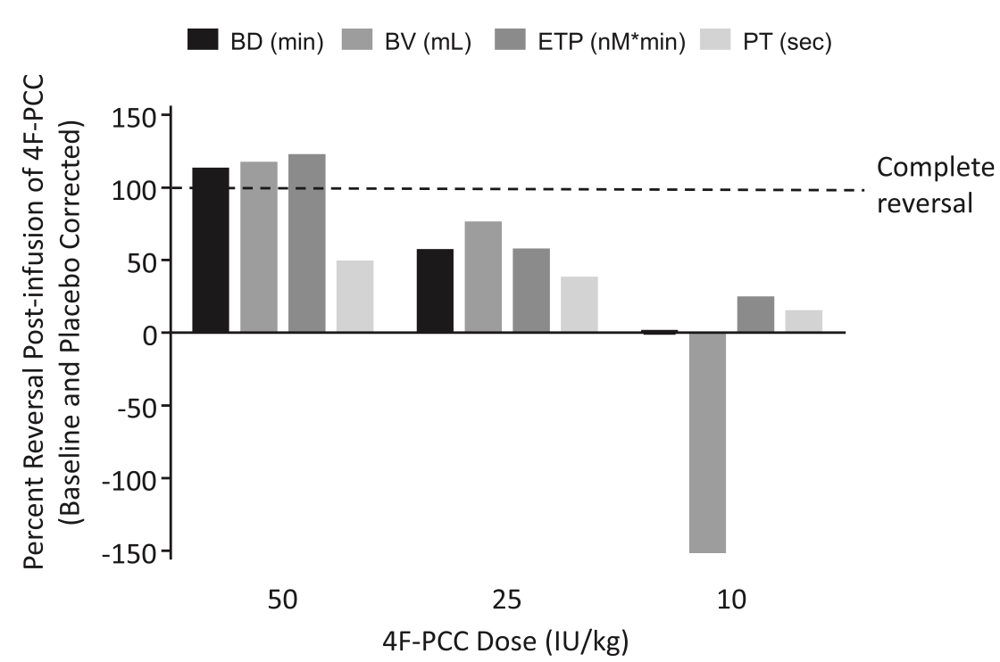 BD (min) BV (mL) ETP (nM*min) PT (sec)
Percent Reversal Post-infusion of 4F-PCC
(Baseline and Placebo Corrected)
150
100
50
0
-50
-100
-150
Complete
reversal
50 25 10
4F-PCC Dose (IU/kg)